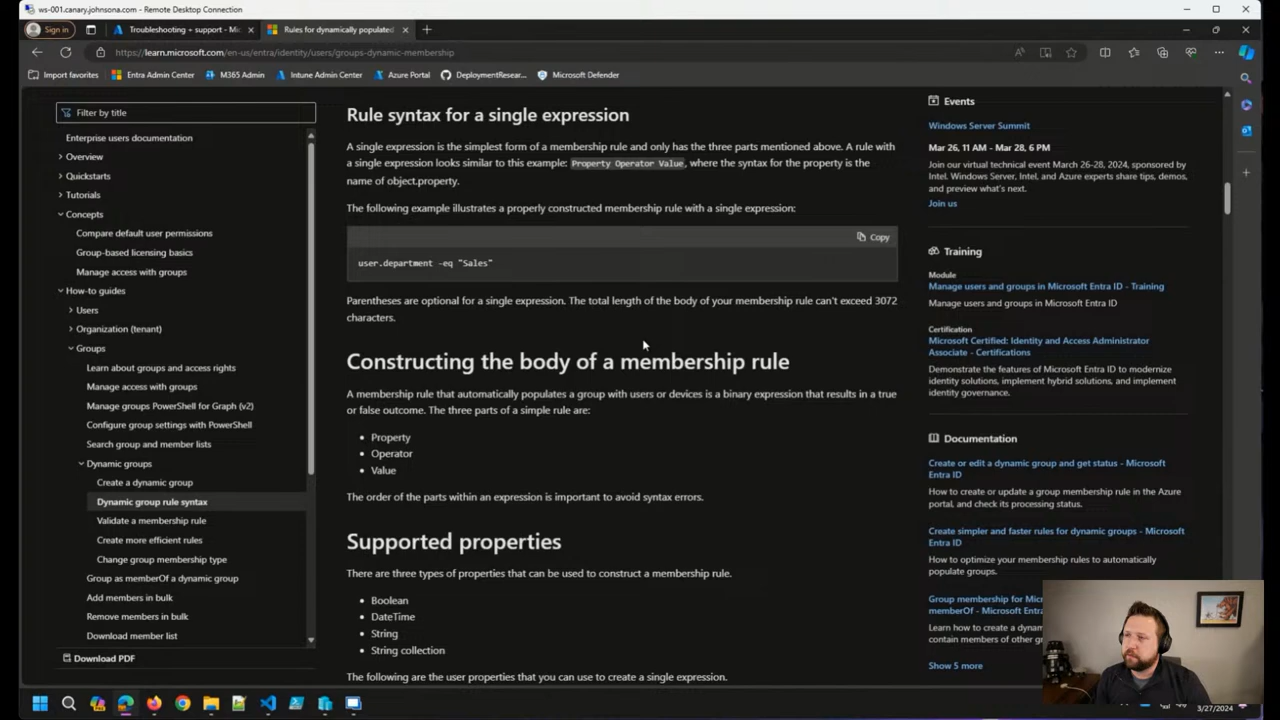 ws-001.canary.johnsona.com - Remote Desktop Connection
Sign in
Troubleshooting + support - Mi
Rules for dynamically populated
https://learn.microsoft.com/en-us/entra/identity/users/groups-dynamic-membership
Import favorites
Entra Admin Center
M365 Admin
Intune Admin Center
Azure Portal
DeploymentResear...
Microsoft Defender
Filter by title
Enterprise users documentation
Overview
Quickstarts
Tutorials
Concepts
Compare default user permissions
Group-based licensing basics
Manage access with groups
How-to guides
Users
Organization (tenant)
Groups
Learn about groups and access rights
Manage access with groups
Manage groups PowerShell for Graph (v2)
Configure group settings with PowerShell
Search group and member lists
Dynamic groups
Create a dynamic group
Dynamic group rule syntax
Validate a membership rule
Create more efficient rules
Change group membership type
Group as memberOf a dynamic group
Add members in bulk
Remove members in bulk
Download member list
Download PDF
Rule syntax for a single expression
A single expression is the simplest form of a membership rule and only has the three parts mentioned above. A rule with
a single expression looks similar to this example: Property Operator Value, where the syntax for the property is the
name of object.property.
The following example illustrates a properly constructed membership rule with a single expression:
Copy
user.department -eq "Sales"
Parentheses are optional for a single expression. The total length of the body of your membership rule can't exceed 3072
characters.
Constructing the body of a membership rule
A membership rule that automatically populates a group with users or devices is a binary expression that results in a true
or false outcome. The three parts of a simple rule are:
• Property
• Operator
• Value
The order of the parts within an expression is important to avoid syntax errors.
Supported properties
There are three types of properties that can be used to construct a membership rule.
• Boolean
• DateTime
• String
• String collection
The following are the user properties that you can use to create a single expression.
Events
Windows Server Summit
Mar 26, 11 AM - Mar 28, 6 PM
Join our virtual technical event March 26-28, 2024, sponsored by
Intel. Windows Server, Intel, and Azure experts share tips, demos,
and preview what's next.
Join us
Training
Module
Manage users and groups in Microsoft Entra ID - Training
Manage users and groups in Microsoft Entra ID
Certification
Microsoft Certified: Identity and Access Administrator
Associate - Certifications
Demonstrate the features of Microsoft Entra ID to modernize
identity solutions, implement hybrid solutions, and implement
identity governance.
Documentation
Create or edit a dynamic group and get status - Microsoft
Entra ID
How to create or update a group membership rule in the Azure
portal, and check its processing status.
Create simpler and faster rules for dynamic groups - Microsoft
Entra ID
How to optimize your membership rules to automatically
populate groups.
Group membership for Mic
memberOf - Microsoft Entra
Learn how to create a dynam
contain members of other g
Show 5 more
3/27/2024